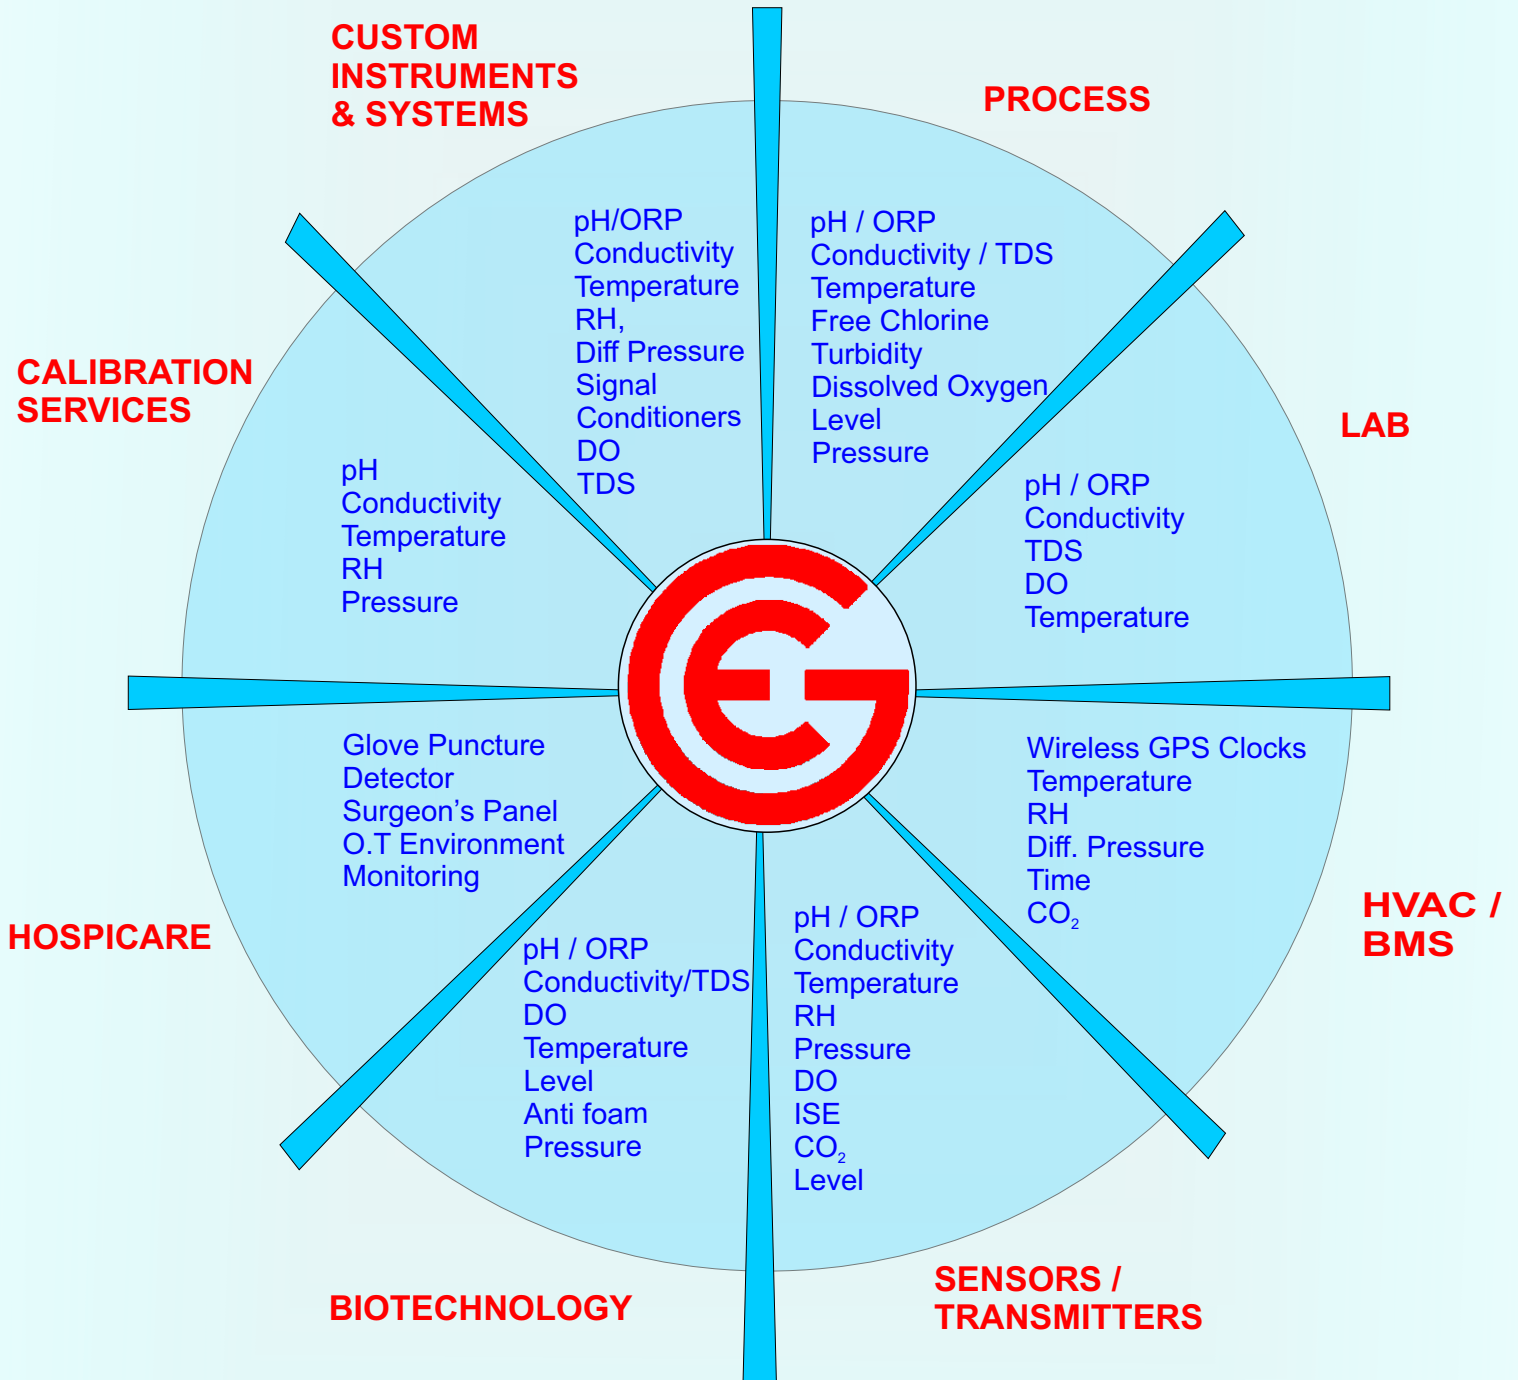 CUSTOM
INSTRUMENTS
& SYSTEMS
pH/ORP
Conductivity
Temperature
RH,
Diff Pressure
Signal
Conditioners
DO
TDS
PROCESS
pH / ORP
Conductivity / TDS
Temperature
Free Chlorine
Turbidity
Dissolved Oxygen
Level
Pressure
LAB
pH / ORP
Conductivity
TDS
DO
Temperature
HVAC /
BMS
Wireless GPS Clocks
Temperature
RH
Diff. Pressure
Time
CO₂
SENSORS /
TRANSMITTERS
pH / ORP
Conductivity
Temperature
RH
Pressure
DO
ISE
CO₂
Level
BIOTECHNOLOGY
pH / ORP
Conductivity/TDS
DO
Temperature
Level
Anti foam
Pressure
HOSPICARE
Glove Puncture
Detector
Surgeon’s Panel
O.T Environment
Monitoring
CALIBRATION
SERVICES
pH
Conductivity
Temperature
RH
Pressure